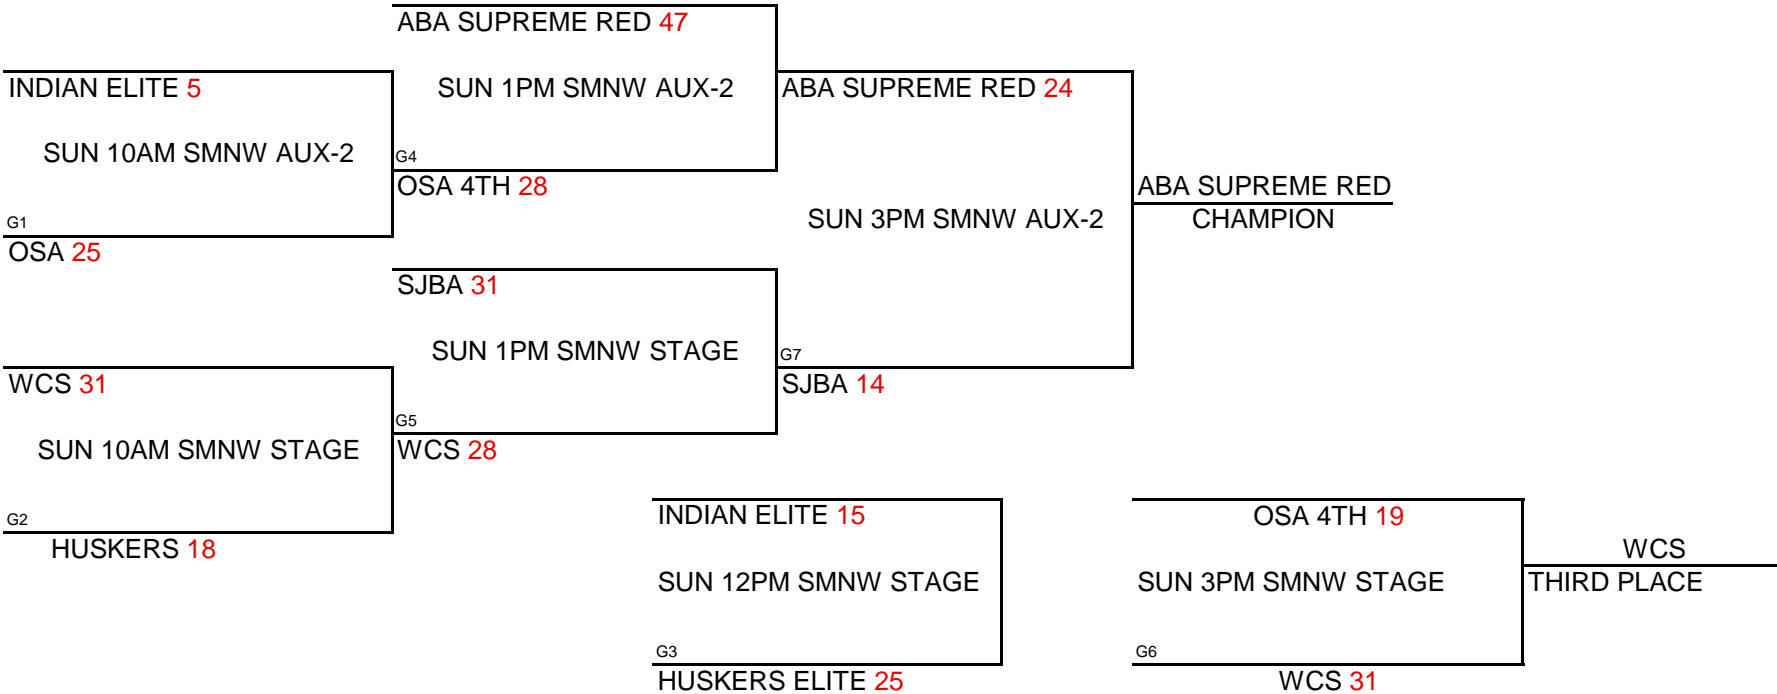 ABA SUPREME RED 47
INDIAN ELITE 5
SUN 1PM SMNW AUX-2
ABA SUPREME RED 24
SUN 10AM SMNW AUX-2
G4
OSA 4TH 28
ABA SUPREME RED
G1
SUN 3PM SMNW AUX-2
CHAMPION
OSA 25
SJBA 31
SUN 1PM SMNW STAGE
G7
WCS 31
SJBA 14
G5
SUN 10AM SMNW STAGE
WCS 28
G2
INDIAN ELITE 15
OSA 4TH 19
HUSKERS 18
WCS
SUN 12PM SMNW STAGE
SUN 3PM SMNW STAGE
THIRD PLACE
G3
G6
HUSKERS ELITE 25
WCS 31